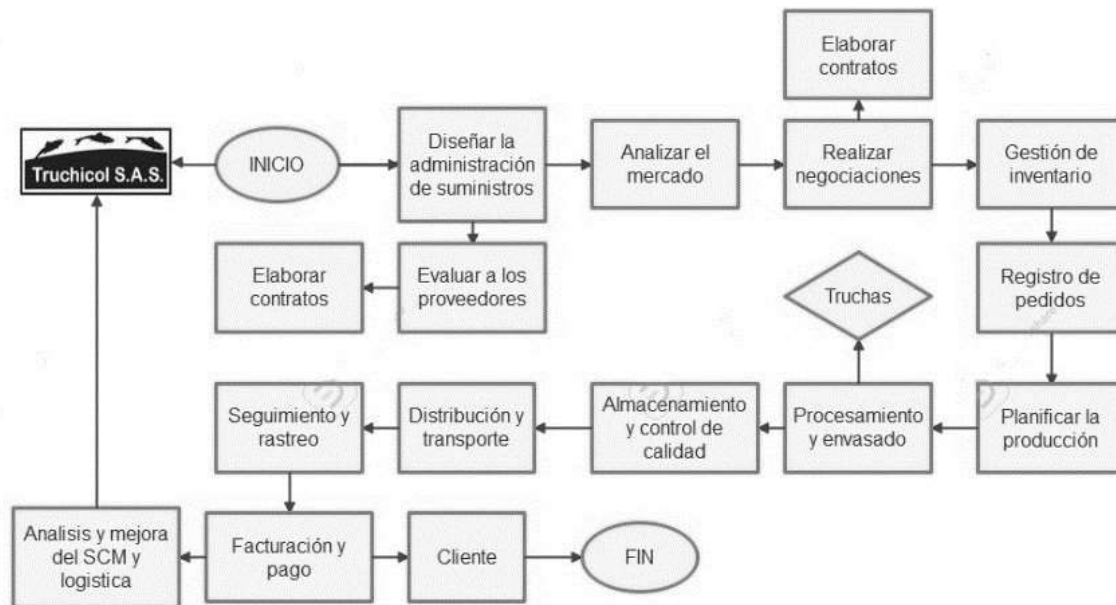 Elaborar
contratos
Truchicol S.A.S.
INICIO
Diseñar la
administración
de suministros
Analizar el
mercado
Realizar
negociaciones
Gestión de
inventario
Elaborar
contratos
Evaluar a los
proveedores
Truchas
Registro de
pedidos
Seguimiento y
rastreo
Distribución y
transporte
Almacenamiento
y control de
calidad
Procesamiento
y envasado
Planificar la
producción
Analisis y mejora
del SCM y
logistica
Facturación y
pago
Cliente
FIN